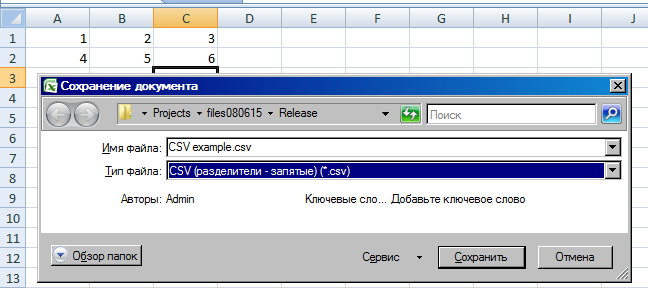 A B C D E F G H I J
1 1 2 3
2 4 5 6
3
Сохранение документа
4
Projects files080615 Release Поиск
5
6
Имя файла: CSV example.csv
7
Тип файла: CSV (разделители - запятые) (*.csv)
8
9 Авторы: Admin Ключевые сло... Добавьте ключевое слово
10
11
12 Обзор папок Сервис Сохранить Отмена
13